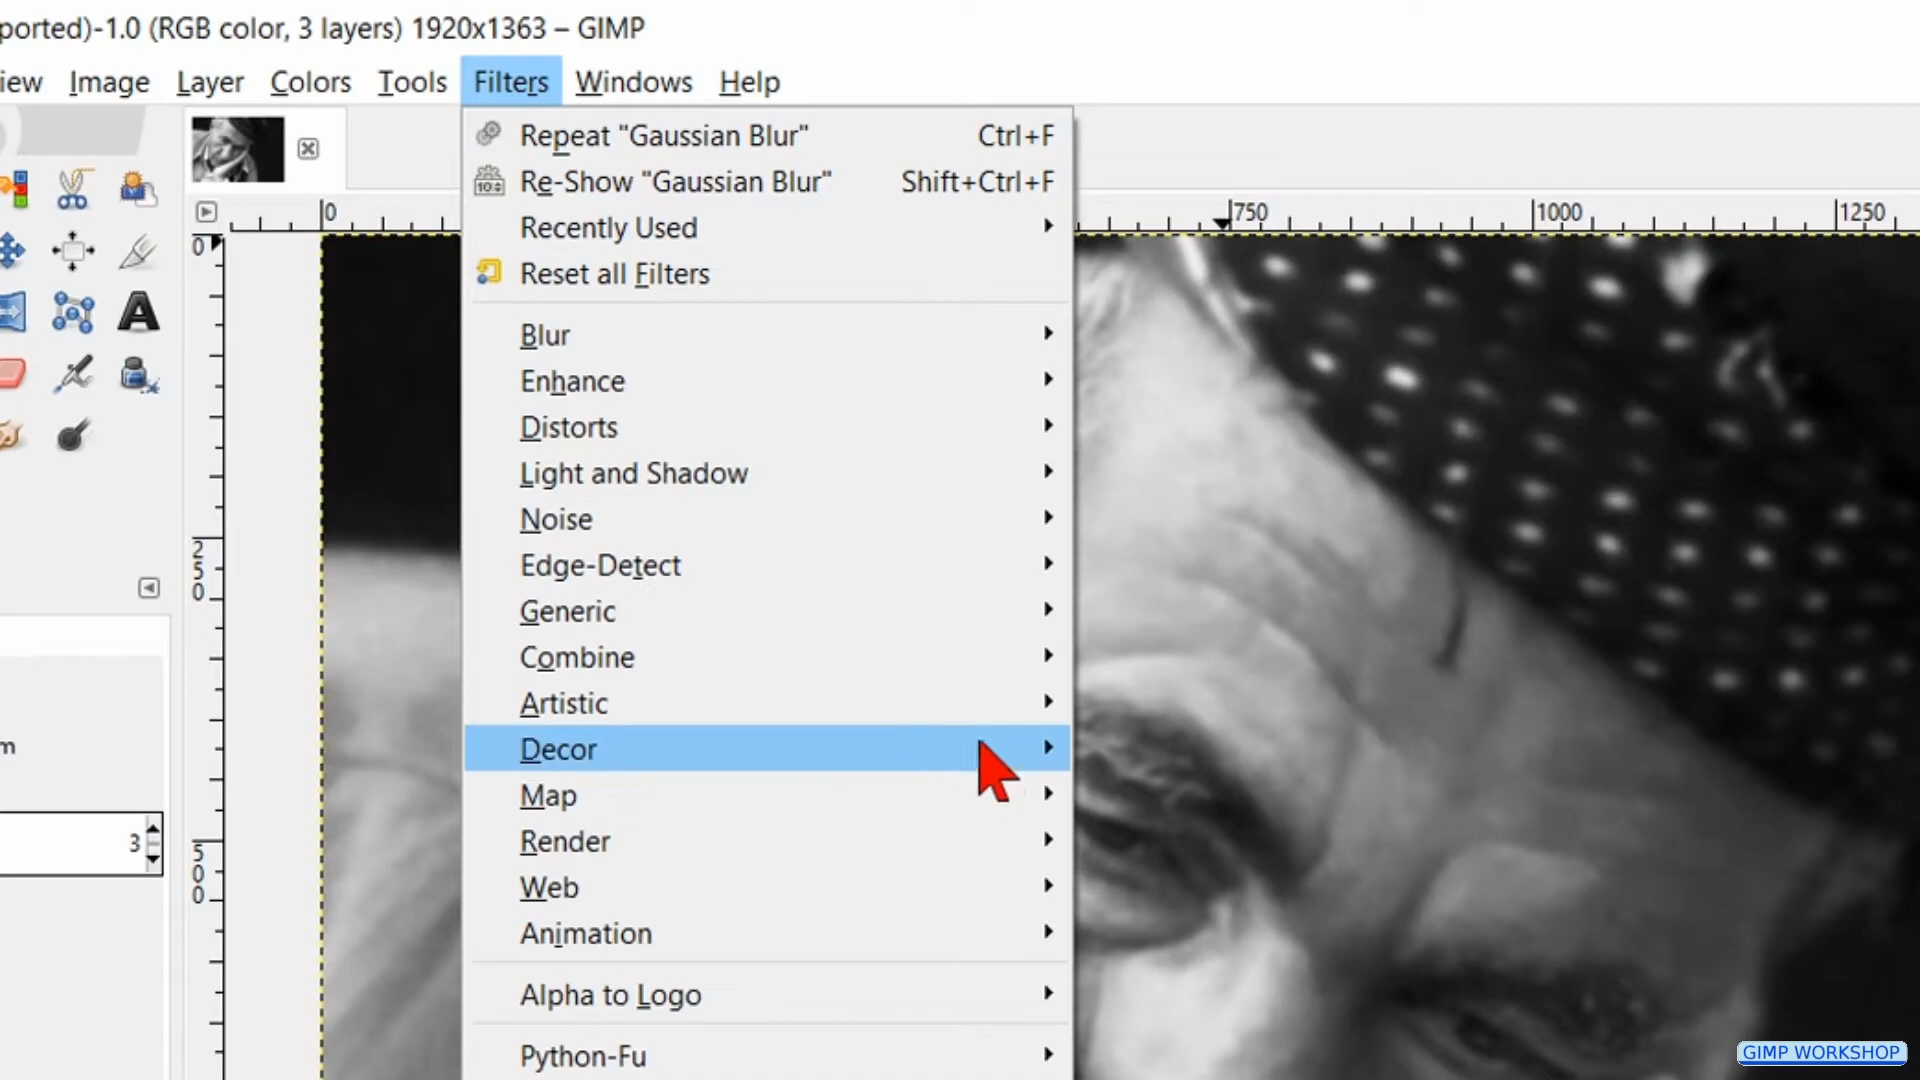 ported)-1.0 (RGB color, 3 layers) 1920x1363 – GIMP
iew Image Layer Colors Tools Filters Windows Help
Repeat "Gaussian Blur" Ctrl+F
Re-Show "Gaussian Blur" Shift+Ctrl+F
Recently Used
Reset all Filters
Blur
Enhance
Distorts
Light and Shadow
Noise
Edge-Detect
Generic
Combine
Artistic
Decor
Map
Render
Web
Animation
Alpha to Logo
Python-Fu
0 750 1000 1250
0
250
500
m
3
GIMP WORKSHOP